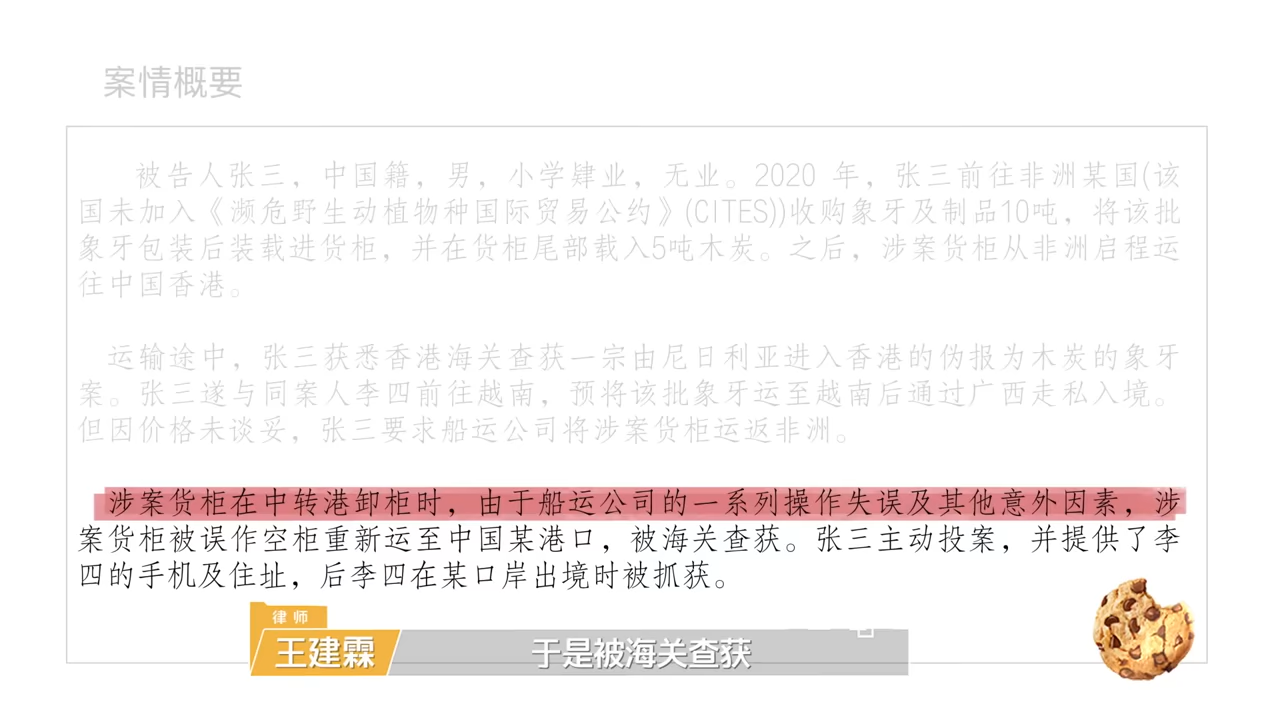 案情概要
被告人张三，中国籍，男，小学肄业，无业。2020 年，张三前往非洲某国(该
国未加入《濒危野生动植物种国际贸易公约》(CITES))收购象牙及制品10吨，将该批
象牙包装后装载进货柜，并在货柜尾部载入5吨木炭。之后，涉案货柜从非洲启程运
往中国香港。
运输途中，张三获悉香港海关查获一宗由尼日利亚进入香港的伪报为木炭的象牙
案。张三遂与同案人李四前往越南，预将该批象牙运至越南后通过广西走私入境。
但因价格未谈妥，张三要求船运公司将涉案货柜运返非洲。
涉案货柜在中转港卸柜时，由于船运公司的一系列操作失误及其他意外因素，涉
案货柜被误作空柜重新运至中国某港口，被海关查获。张三主动投案，并提供了李
四的手机及住址，后李四在某口岸出境时被抓获。
律师
王建霖
于是被海关查获